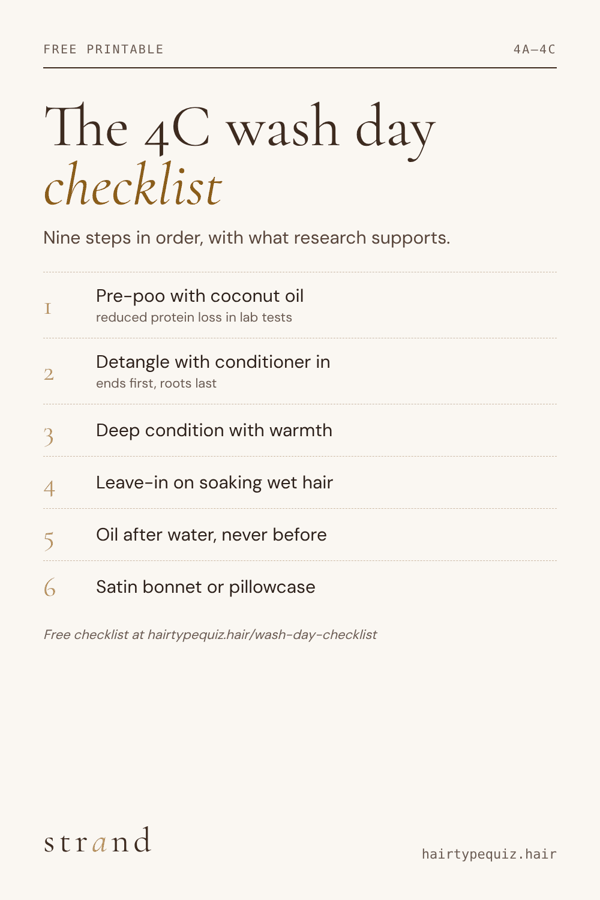 FREE PRINTABLE 4A–4C
The 4C wash day
checklist
Nine steps in order, with what research supports.
1 Pre-poo with coconut oil
reduced protein loss in lab tests
2 Detangle with conditioner in
ends first, roots last
3 Deep condition with warmth
4 Leave-in on soaking wet hair
5 Oil after water, never before
6 Satin bonnet or pillowcase
Free checklist at hairtypequiz.hair/wash-day-checklist
strand
hairtypequiz.hair